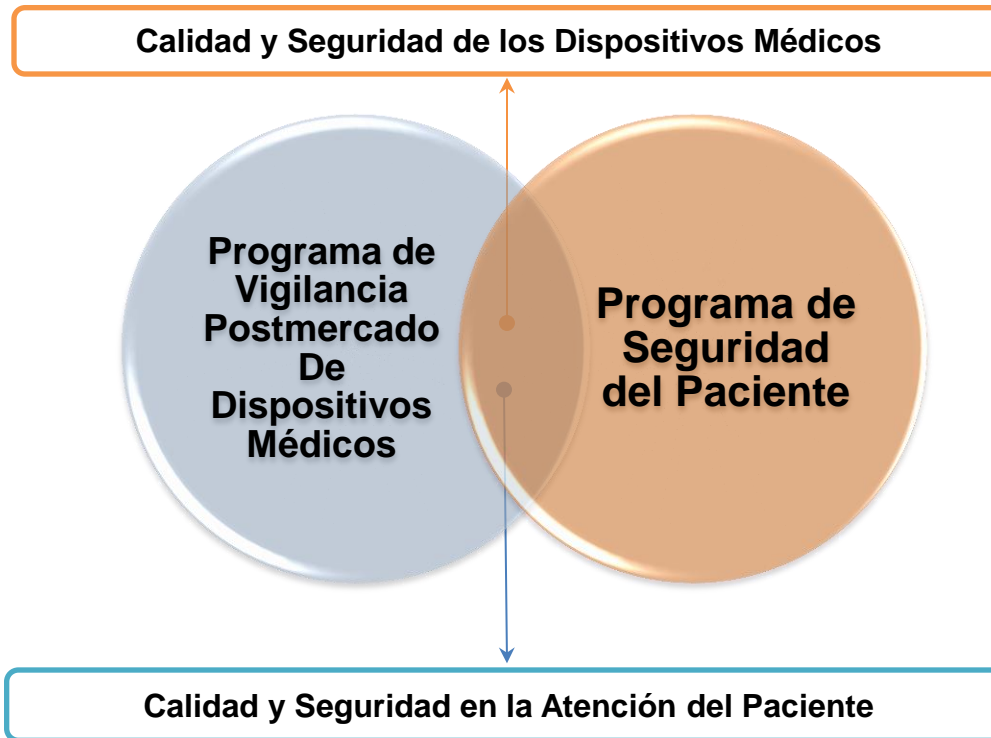 Calidad y Seguridad de los Dispositivos Médicos
Programa de
Vigilancia
Postmercado
De
Dispositivos
Médicos
Programa de
Seguridad
del Paciente
Calidad y Seguridad en la Atención del Paciente